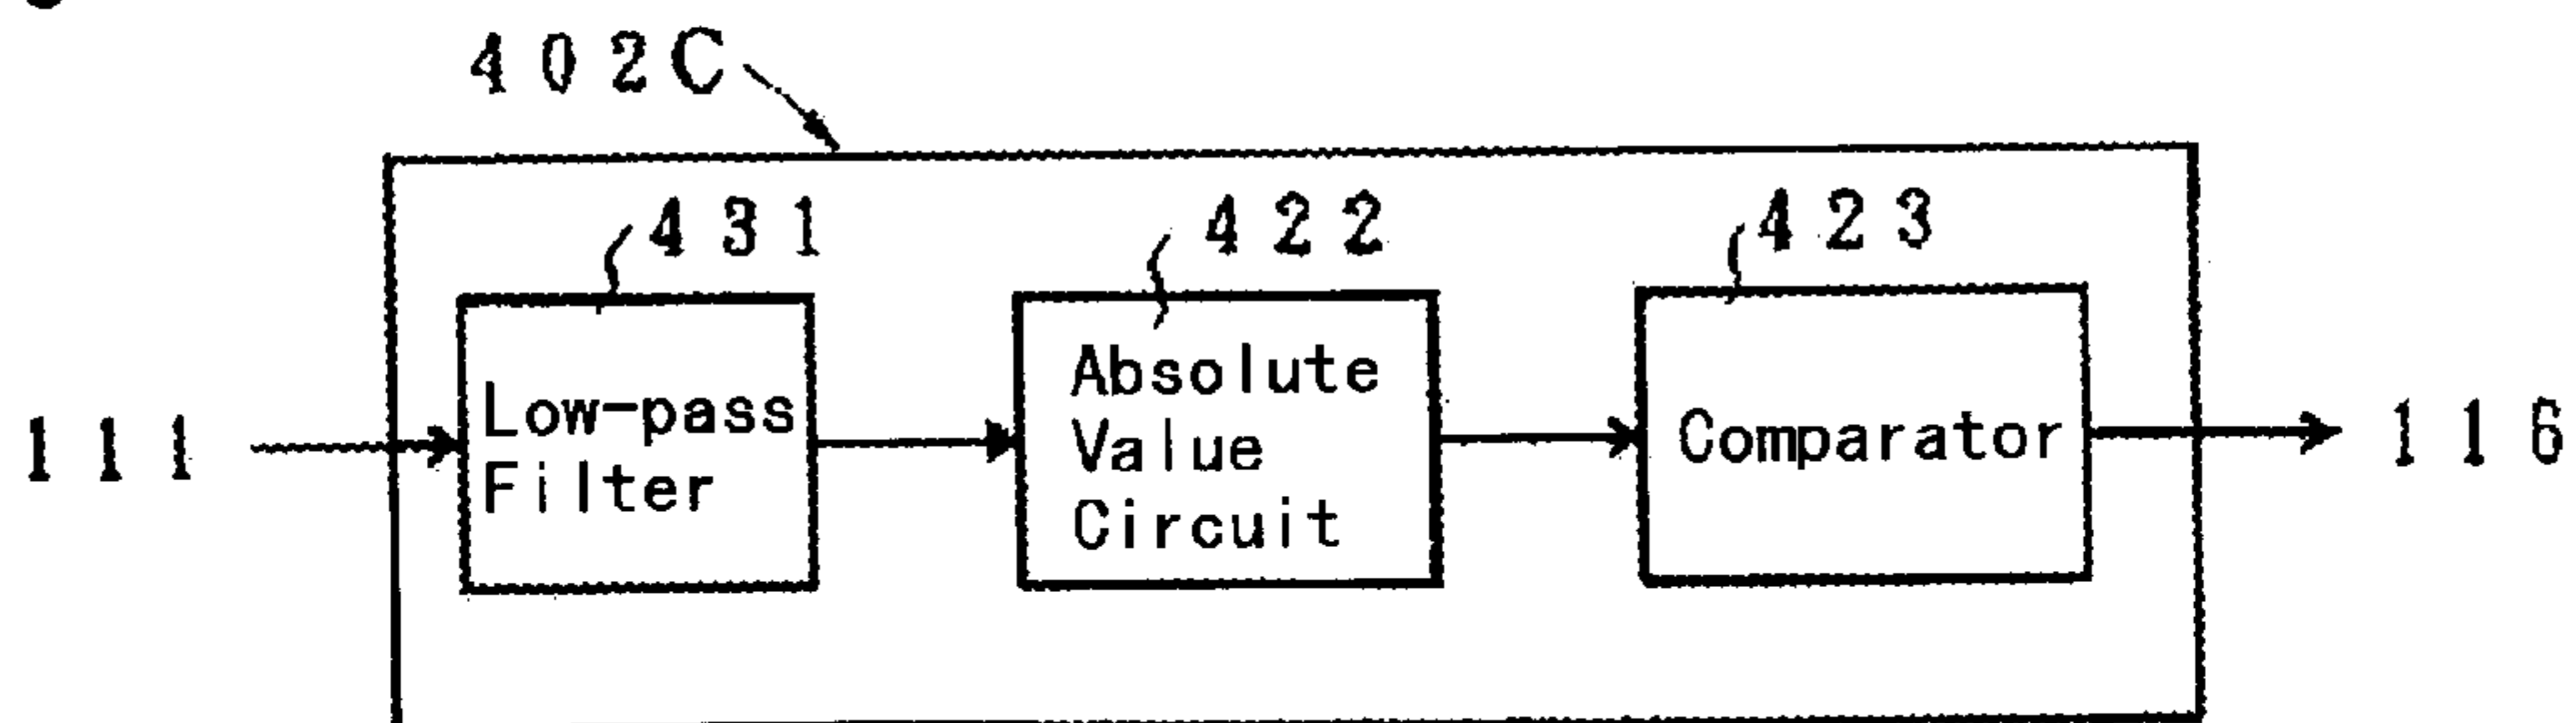 402C
431
422
423
111
Low-pass
Filter
Absolute
Value
Circuit
Comparator
116